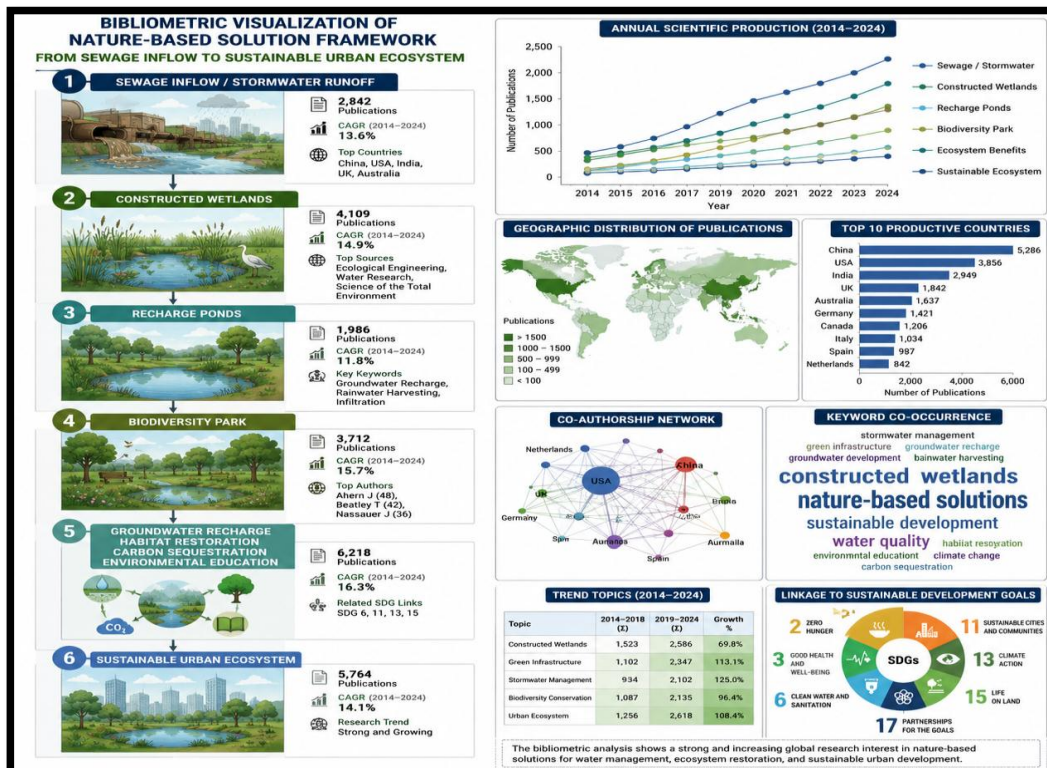 BIBLIOMETRIC VISUALIZATION OF
NATURE-BASED SOLUTION FRAMEWORK
FROM SEWAGE INFLOW TO SUSTAINABLE URBAN ECOSYSTEM
1 SEWAGE INFLOW / STORMWATER RUNOFF
2,842
Publications
CAGR (2014–2024)
13.6%
Top Countries
China, USA, India,
UK, Australia
2 CONSTRUCTED WETLANDS
4,109
Publications
CAGR (2014–2024)
14.9%
Top Sources
Ecological Engineering,
Water Research,
Science of the Total
Environment
3 RECHARGE PONDS
1,986
Publications
CAGR (2014–2024)
11.8%
Key Keywords
Groundwater Recharge,
Rainwater Harvesting,
Infiltration
4 BIODIVERSITY PARK
3,712
Publications
CAGR (2014–2024)
15.7%
Top Authors
Ahern J (48),
Beatley T (42),
Nassauer J (36)
5 GROUNDWATER RECHARGE
HABITAT RESTORATION
CARBON SEQUESTRATION
ENVIRONMENTAL EDUCATION
CO₂
6,218
Publications
CAGR (2014–2024)
16.3%
Related SDG Links
SDG 6, 11, 13, 15
6 SUSTAINABLE URBAN ECOSYSTEM
5,764
Publications
CAGR (2014–2024)
14.1%
Research Trend
Strong and Growing
ANNUAL SCIENTIFIC PRODUCTION (2014–2024)
Number of Publications
2,500
2,000
1,500
1,000
500
0
2014 2015 2016 2017 2019 2020 2021 2022 2023 2024
Year
Sewage / Stormwater
Constructed Wetlands
Recharge Ponds
Biodiversity Park
Ecosystem Benefits
Sustainable Ecosystem
GEOGRAPHIC DISTRIBUTION OF PUBLICATIONS
Publications
> 1500
1000 – 1500
500 – 999
100 – 499
< 100
TOP 10 PRODUCTIVE COUNTRIES
China 5,286
USA 3,856
India 2,949
UK 1,842
Australia 1,637
Germany 1,421
Canada 1,206
Italy 1,034
Spain 987
Netherlands 842
0 2,000 4,000 6,000
Number of Publications
CO-AUTHORSHIP NETWORK
Netherlands
China
USA
UK
Germany
Spin
Spain
Aurmaila
KEYWORD CO-OCCURRENCE
stormwater management
green infrastructure groundwater recharge
groundwater development bainwater harvesting
constructed wetlands
nature-based solutions
sustainable development
water quality
environmntal educationt climate change
carbon sequestration
TREND TOPICS (2014–2024)
Topic 2014–2018 (Σ) 2019–2024 (Σ) Growth %
Constructed Wetlands 1,523 2,586 69.8%
Green Infrastructure 1,102 2,347 113.1%
Stormwater Management 934 2,102 125.0%
Biodiversity Conservation 1,087 2,135 96.4%
Urban Ecosystem 1,256 2,618 108.4%
LINKAGE TO SUSTAINABLE DEVELOPMENT GOALS
2 ZERO HUNGER
3 GOOD HEALTH AND WELL-BEING
6 CLEAN WATER AND SANITATION
SDGs
11 SUSTAINABLE CITIES AND COMMUNITIES
13 CLIMATE ACTION
15 LIFE ON LAND
17 PARTNERSHIPS FOR THE GOALS
The bibliometric analysis shows a strong and increasing global research interest in nature-based
solutions for water management, ecosystem restoration, and sustainable urban development.